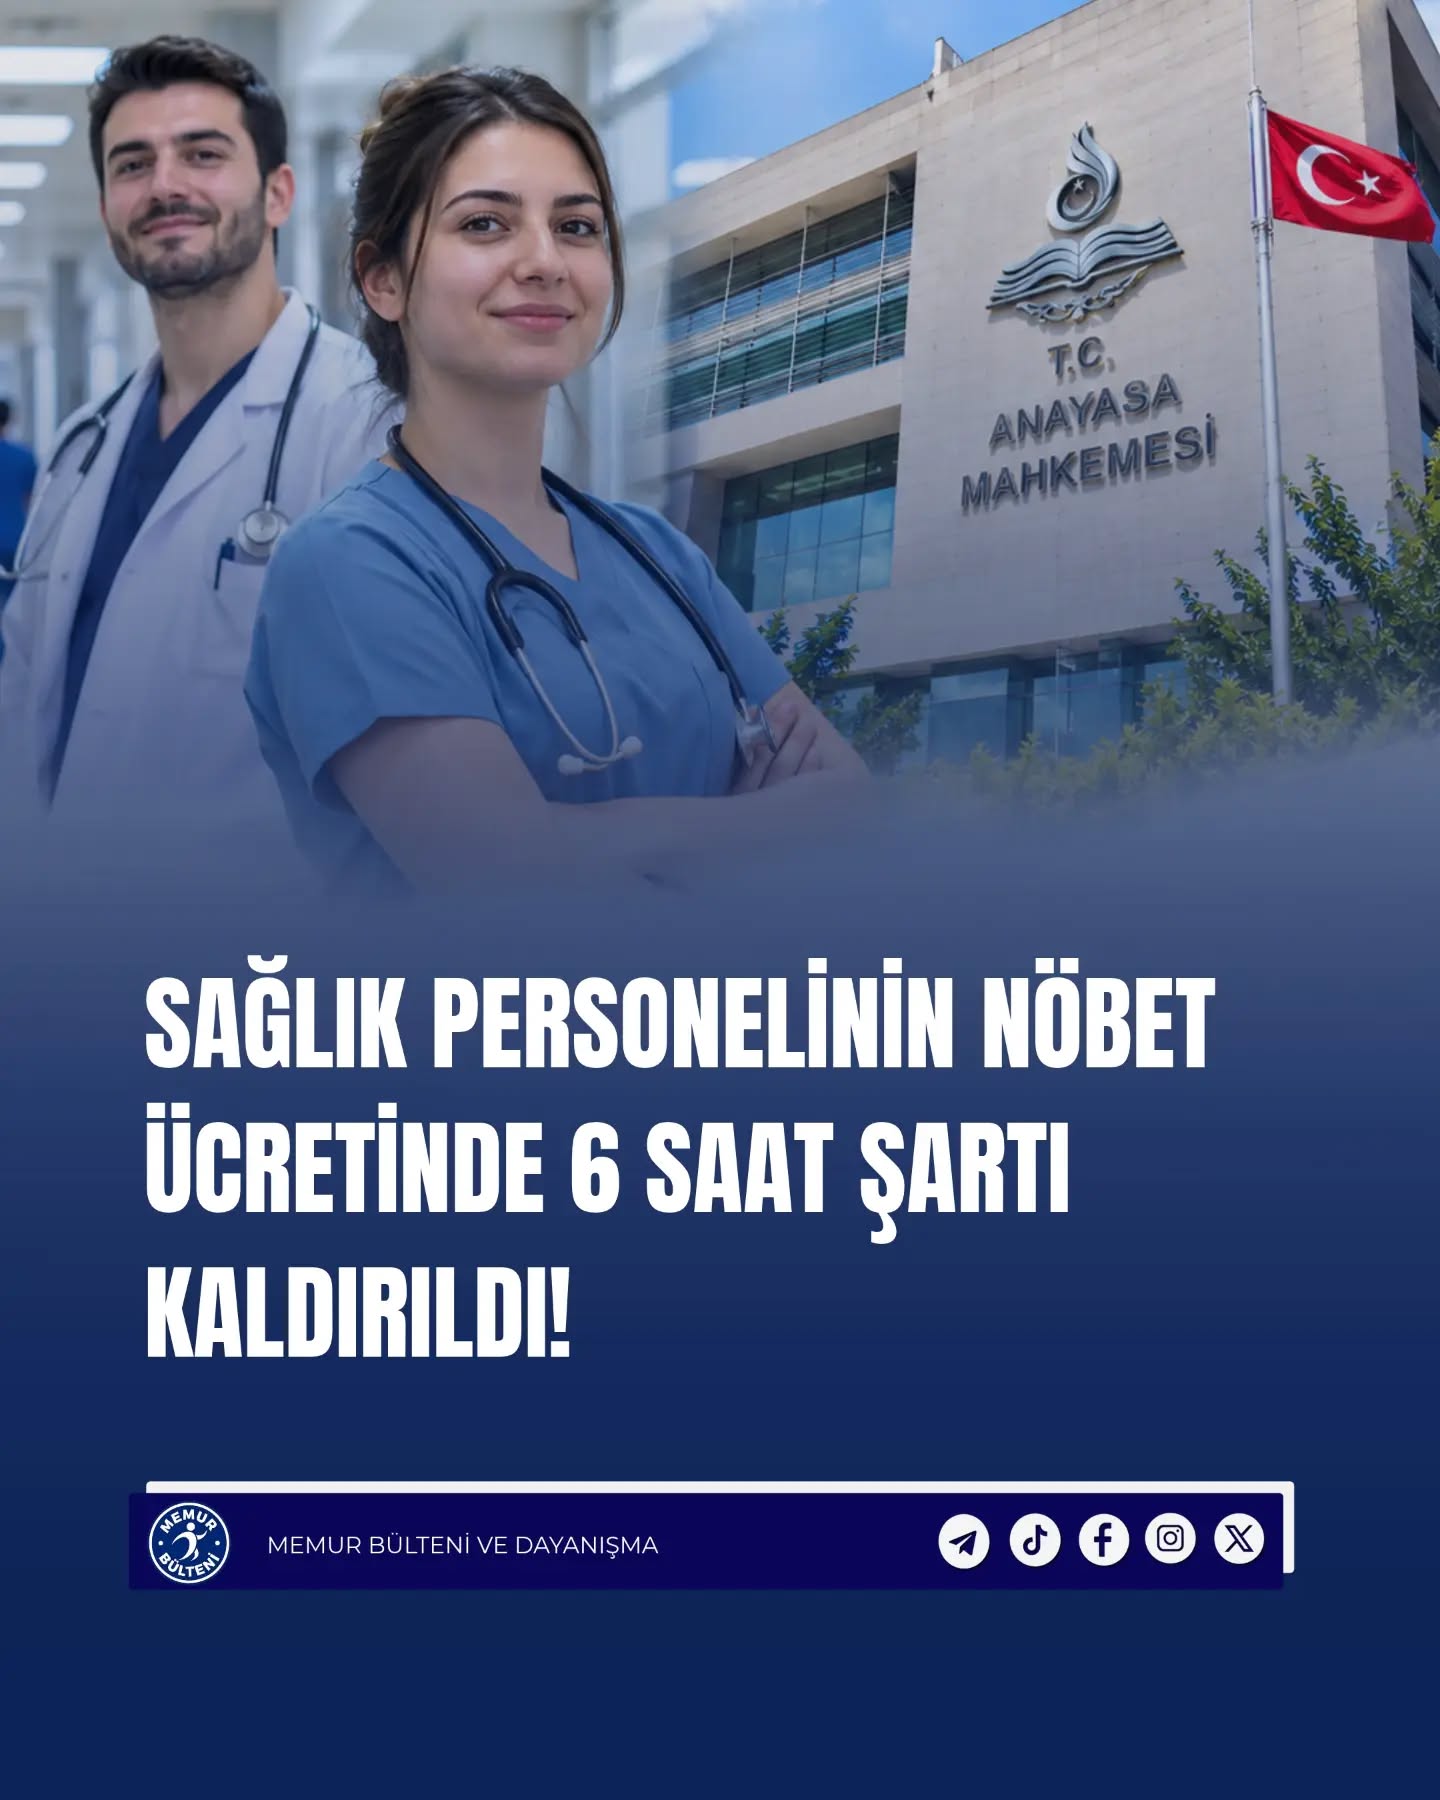 T.C.
ANAYASA
MAHKEMESİ
SAĞLIK PERSONELİNİN NÖBET
ÜCRETİNDE 6 SAAT ŞARTI
KALDIRILDI!
MEMUR
BÜLTENİ
MEMUR BÜLTENİ VE DAYANIŞMA